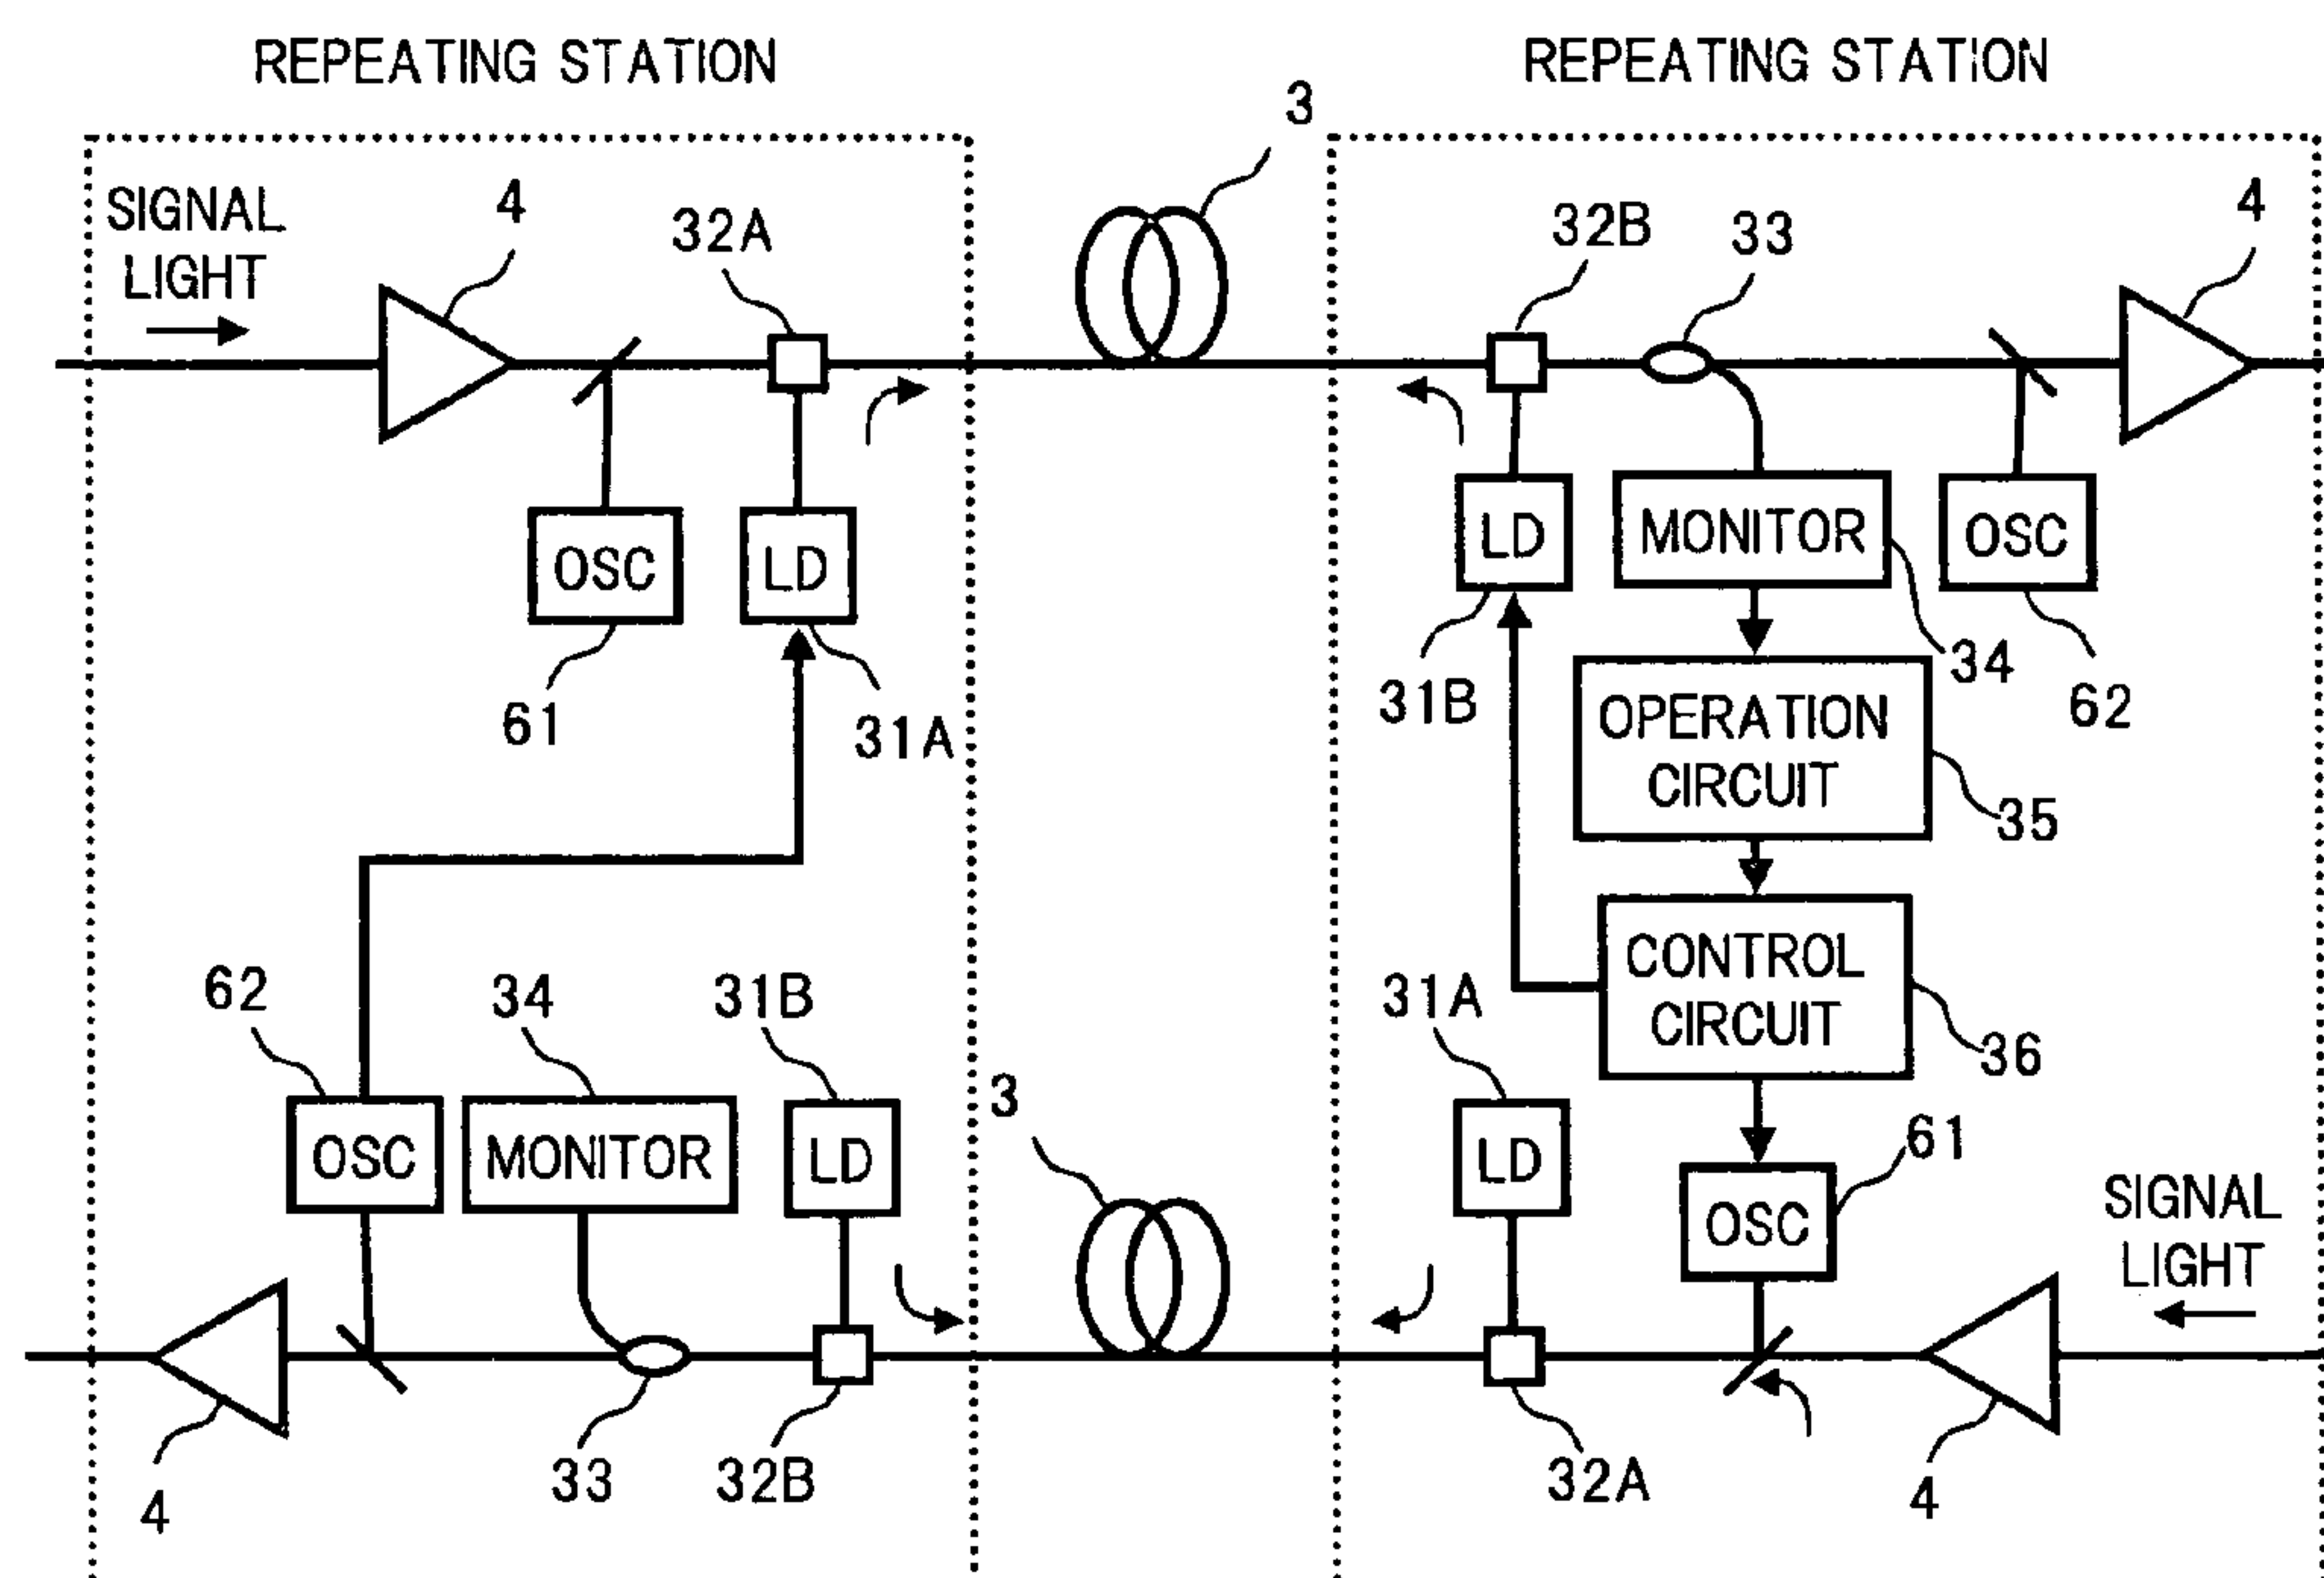 REPEATING STATION
REPEATING STATION
3
SIGNAL
LIGHT
4
32A
32B
33
4
OSC
LD
LD
MONITOR
OSC
61
31A
31B
34
62
OPERATION
CIRCUIT
35
62
34
31B
3
31A
CONTROL
CIRCUIT
36
OSC
MONITOR
LD
LD
61
OSC
SIGNAL
LIGHT
4
33
32B
32A
4